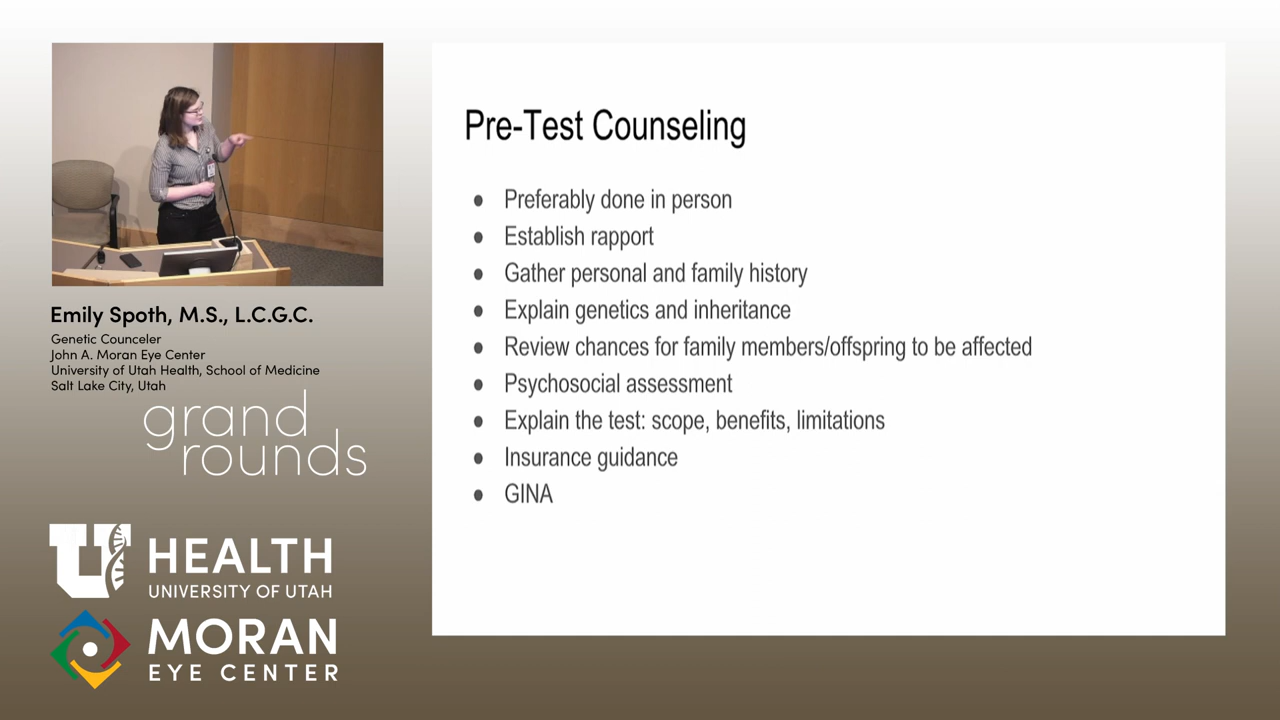 Emily Spoth, M.S., L.C.G.C.
Genetic Counceler
John A. Moran Eye Center
University of Utah Health, School of Medicine
Salt Lake City, Utah
grand
rounds
U HEALTH
UNIVERSITY OF UTAH
MORAN
EYE CENTER
Pre-Test Counseling
● Preferably done in person
● Establish rapport
● Gather personal and family history
● Explain genetics and inheritance
● Review chances for family members/offspring to be affected
● Psychosocial assessment
● Explain the test: scope, benefits, limitations
● Insurance guidance
● GINA